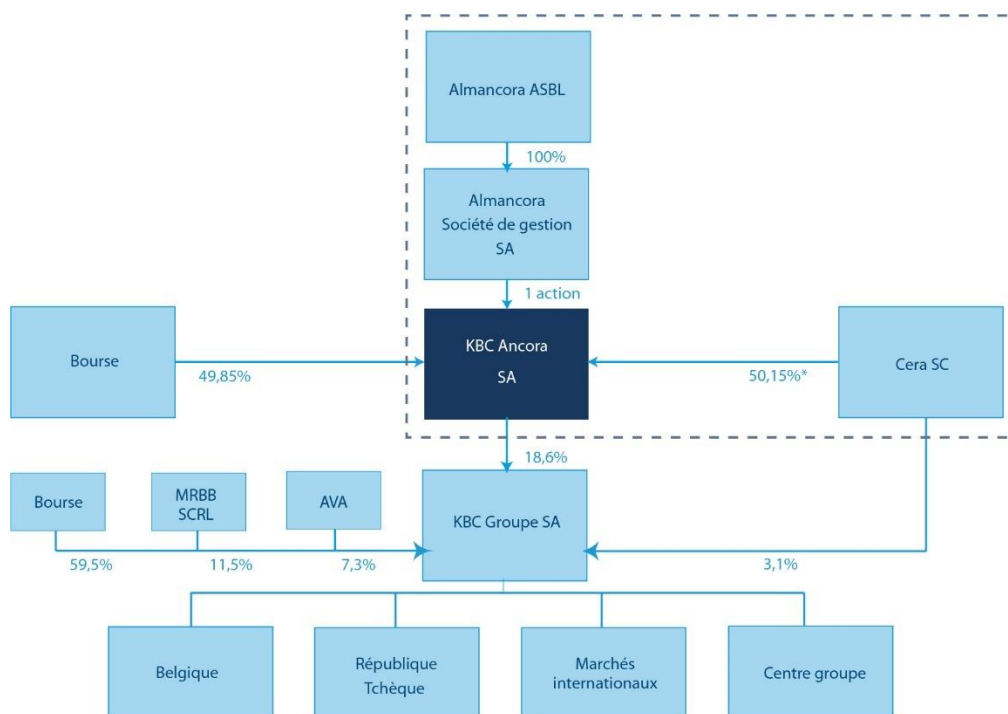 Almancora ASBL
100%
Almancora
Société de gestion
SA
1 action
Bourse
49,85%
KBC Ancora
SA
50,15%*
Cera SC
18,6%
Bourse
MRBB
SCRL
AVA
KBC Groupe SA
59,5%
11,5%
7,3%
3,1%
Belgique
République
Tchèque
Marchés
internationaux
Centre groupe